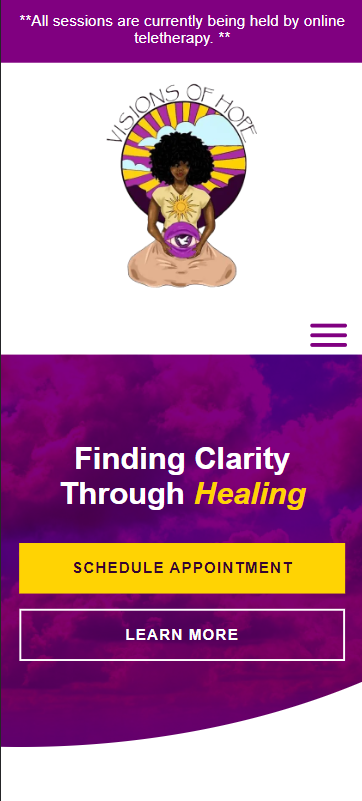 **All sessions are currently being held by online
teletherapy. **
VISIONS OF HOPE
Finding Clarity
Through Healing
SCHEDULE APPOINTMENT
LEARN MORE